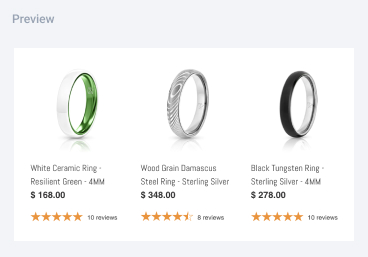 Preview
White Ceramic Ring -
Resilient Green - 4MM
$ 168.00
10 reviews
Wood Grain Damascus
Steel Ring - Sterling Silver
$ 348.00
8 reviews
Black Tungsten Ring -
Sterling Silver - 4MM
$ 278.00
10 reviews